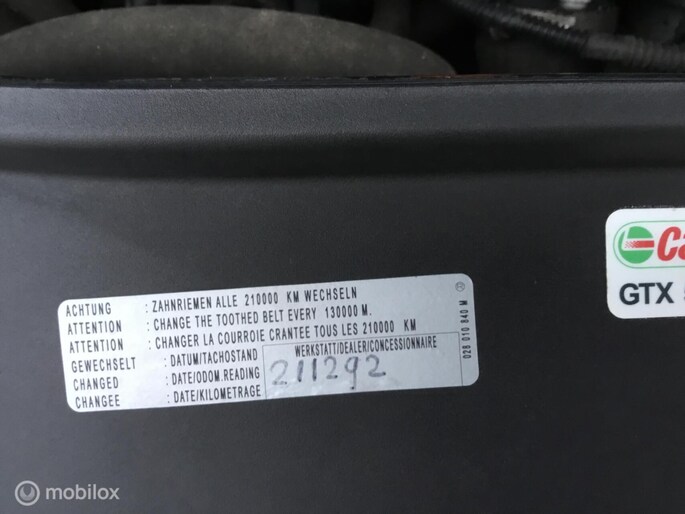 ACHTUNG : ZAHNRIEMEN ALLE 210000 KM WECHSELN
ATTENTION : CHANGE THE TOOTHED BELT EVERY 130000 M.
ATTENTION : CHANGER LA COURROIE CRANTEE TOUS LES 210000 KM
GEWECHSELT : DATUM/TACHOSTAND WERKSTATT/DEALER/CONCESSIONNAIRE
CHANGED : DATE/ODOM.READING 211292
CHANGEE : DATE/KILOMETRAGE
028 010 840 M
Ca
GTX 5
mobilox